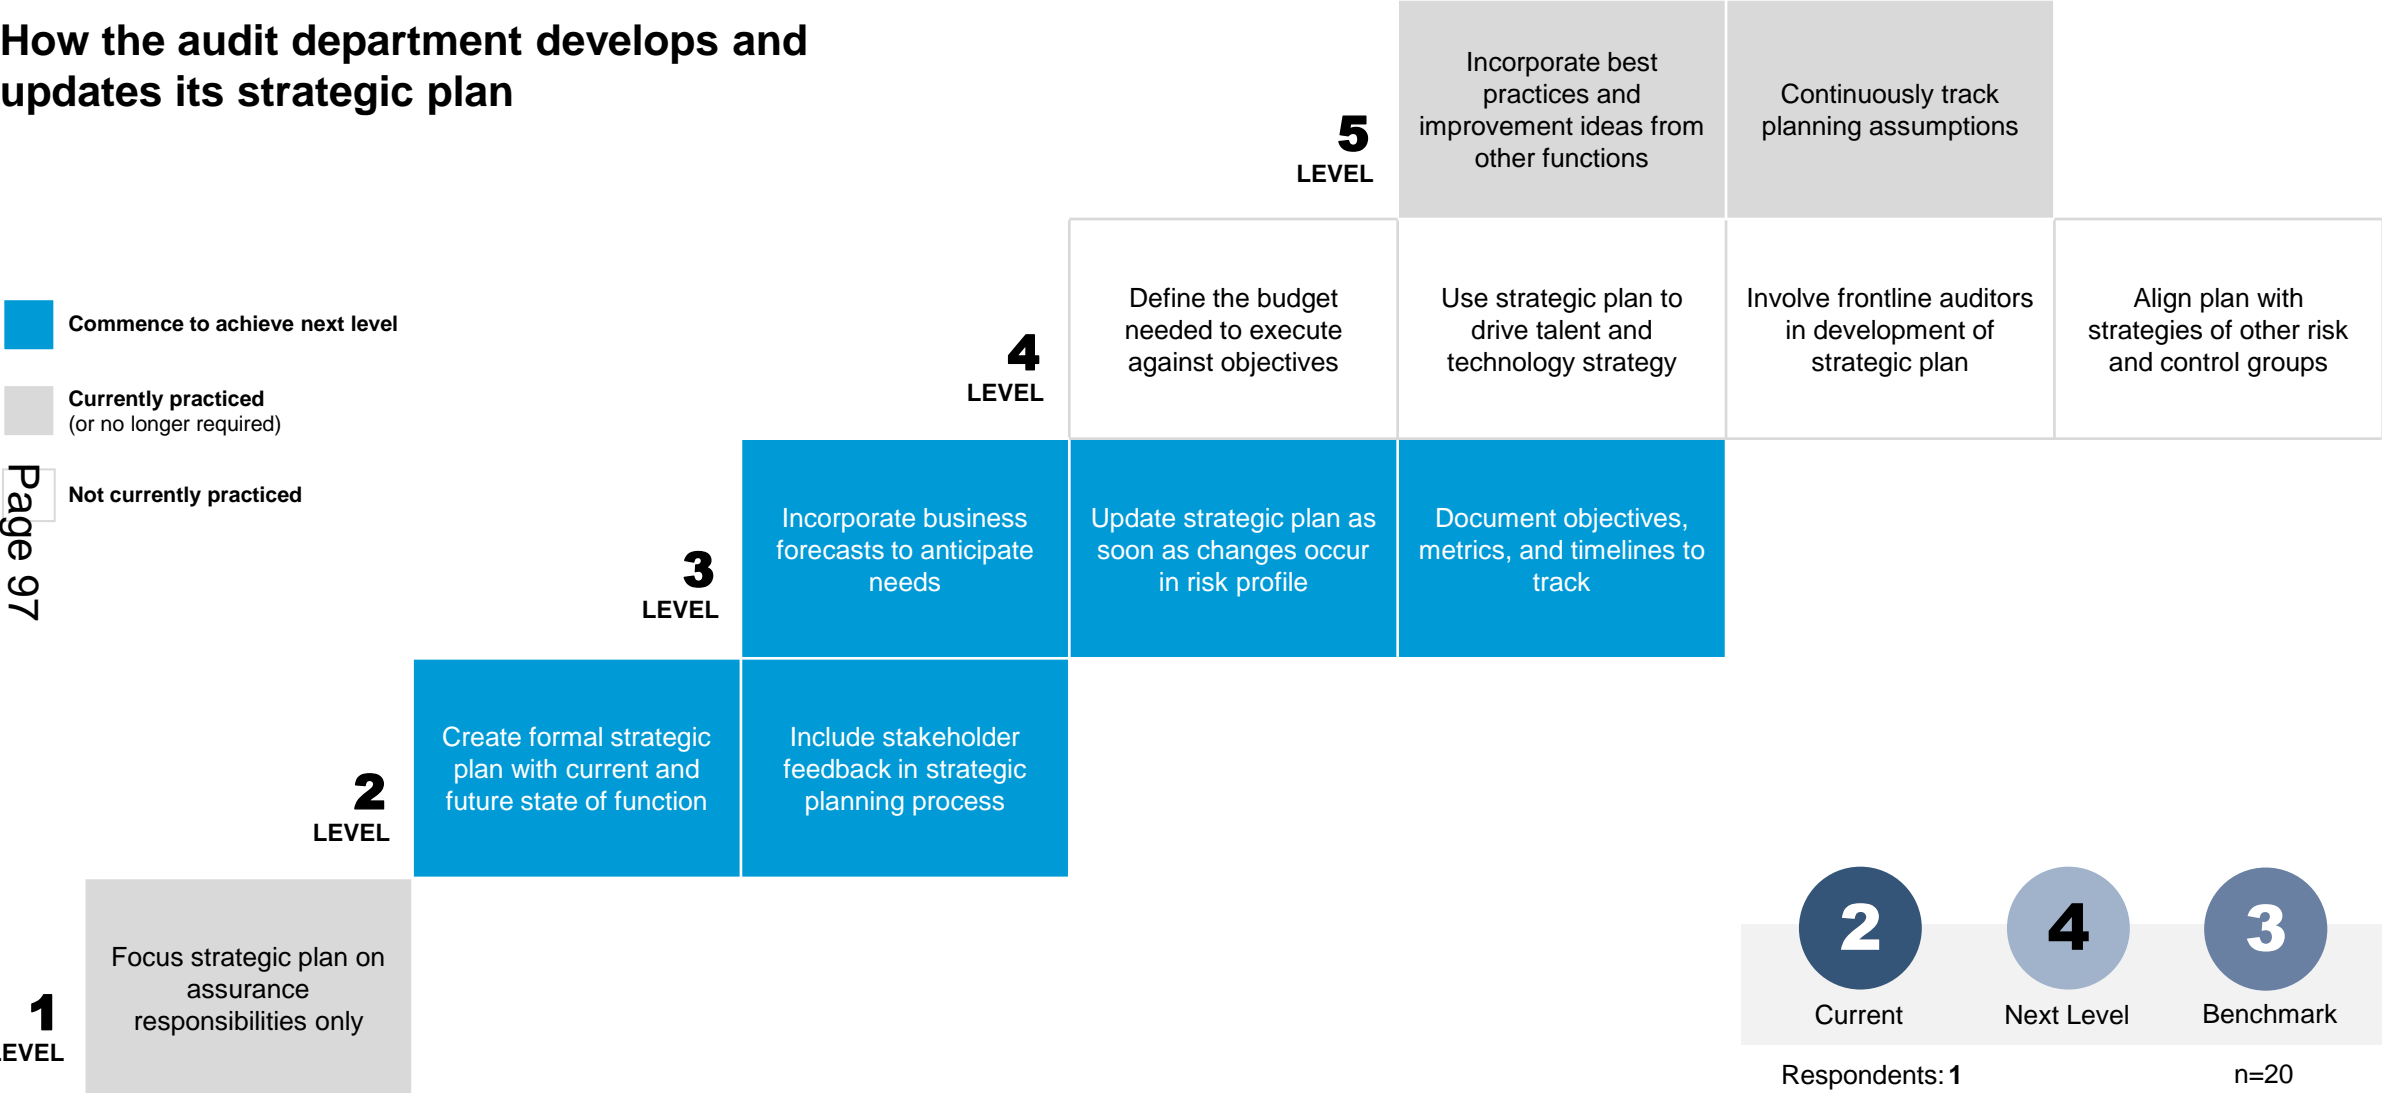 How the audit department develops and
updates its strategic plan
5
LEVEL
Incorporate best
practices and
improvement ideas from
other functions
Continuously track
planning assumptions
4
LEVEL
Define the budget
needed to execute
against objectives
Use strategic plan to
drive talent and
technology strategy
Involve frontline auditors
in development of
strategic plan
Align plan with
strategies of other risk
and control groups
Commence to achieve next level
Currently practiced
(or no longer required)
Not currently practiced
Page 97
3
LEVEL
Incorporate business
forecasts to anticipate
needs
Update strategic plan as
soon as changes occur
in risk profile
Document objectives,
metrics, and timelines to
track
2
LEVEL
Create formal strategic
plan with current and
future state of function
Include stakeholder
feedback in strategic
planning process
1
LEVEL
Focus strategic plan on
assurance
responsibilities only
2
Current
4
Next Level
3
Benchmark
Respondents: 1
n=20